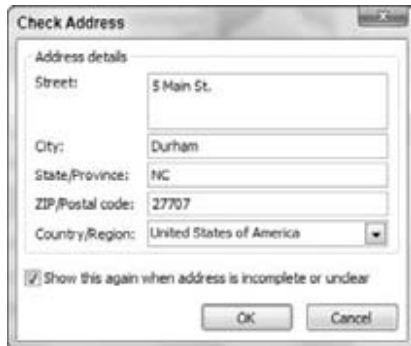 Check Address
Address details
Street: 5 Main St.
City: Durham
State/Province: NC
ZIP/Postal code: 27707
Country/Region: United States of America
Show this again when address is incomplete or unclear
OK Cancel